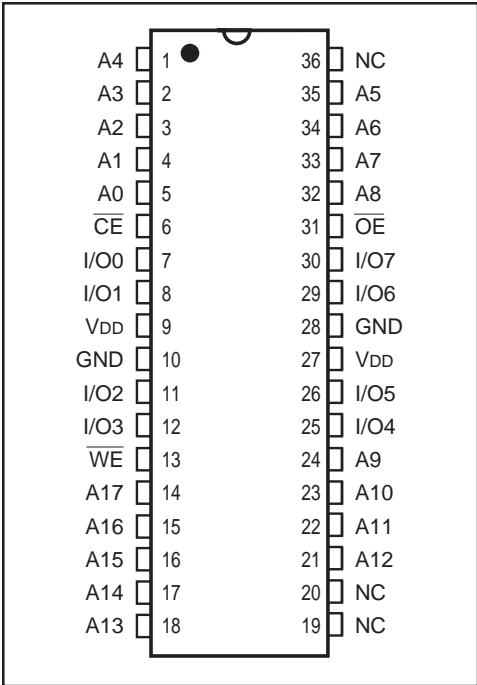 A4 1 36 NC
A3 2 35 A5
A2 3 34 A6
A1 4 33 A7
A0 5 32 A8
C̅E̅ 6 31 O̅E̅
I/O0 7 30 I/O7
I/O1 8 29 I/O6
VDD 9 28 GND
GND 10 27 VDD
I/O2 11 26 I/O5
I/O3 12 25 I/O4
W̅E̅ 13 24 A9
A17 14 23 A10
A16 15 22 A11
A15 16 21 A12
A14 17 20 NC
A13 18 19 NC